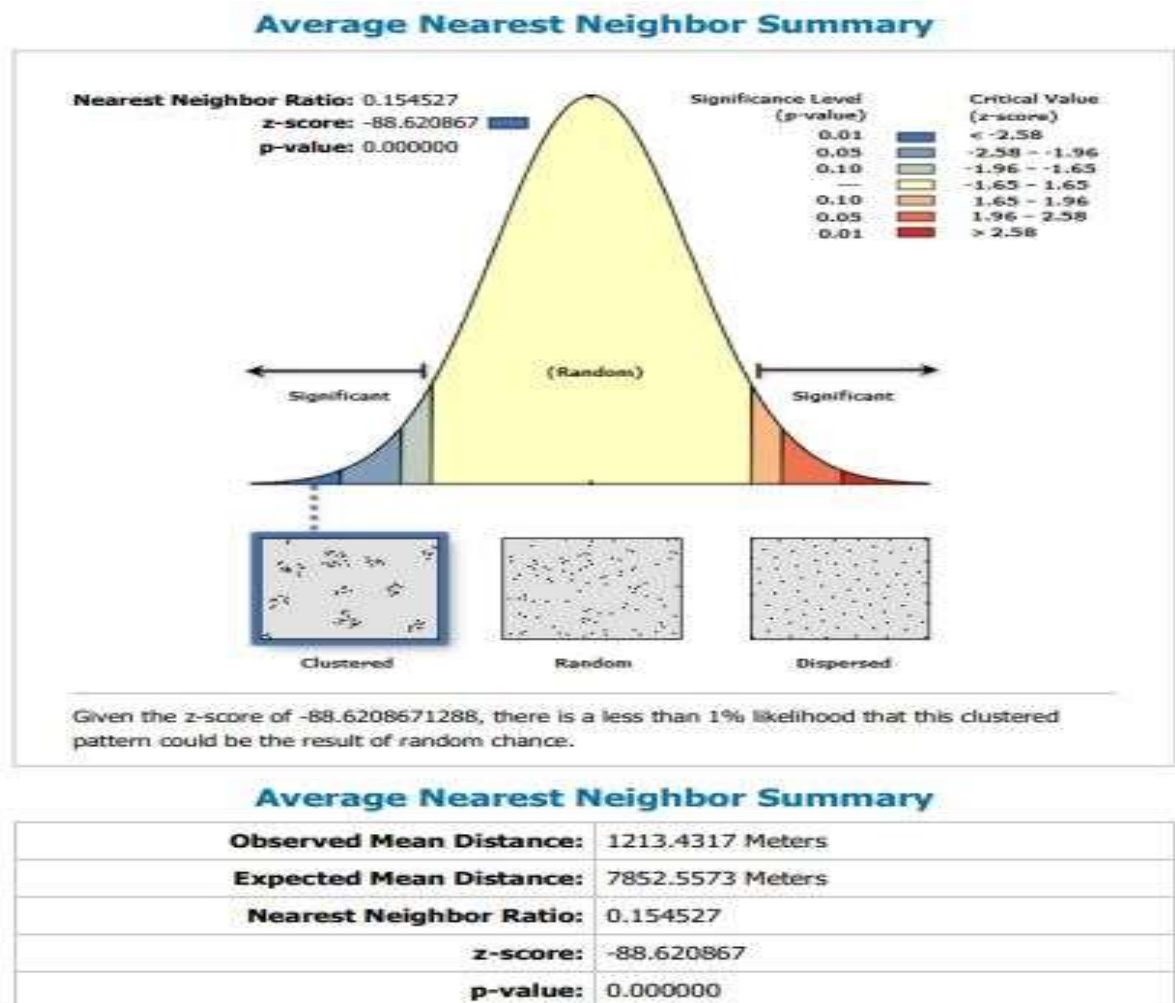 Average Nearest Neighbor Summary
Nearest Neighbor Ratio: 0.154527
z-score: -88.620867
p-value: 0.000000
Significance Level (p-value)
Critical Value (z-score)
0.01 < -2.58
0.05 -2.58 - -1.96
0.10 -1.96 - -1.65
--- -1.65 - 1.65
0.10 1.65 - 1.96
0.05 1.96 - 2.58
0.01 > 2.58
(Random)
Significant
Significant
Clustered
Random
Dispersed
Given the z-score of -88.6208671288, there is a less than 1% likelihood that this clustered
pattern could be the result of random chance.
Average Nearest Neighbor Summary
Observed Mean Distance: 1213.4317 Meters
Expected Mean Distance: 7852.5573 Meters
Nearest Neighbor Ratio: 0.154527
z-score: -88.620867
p-value: 0.000000